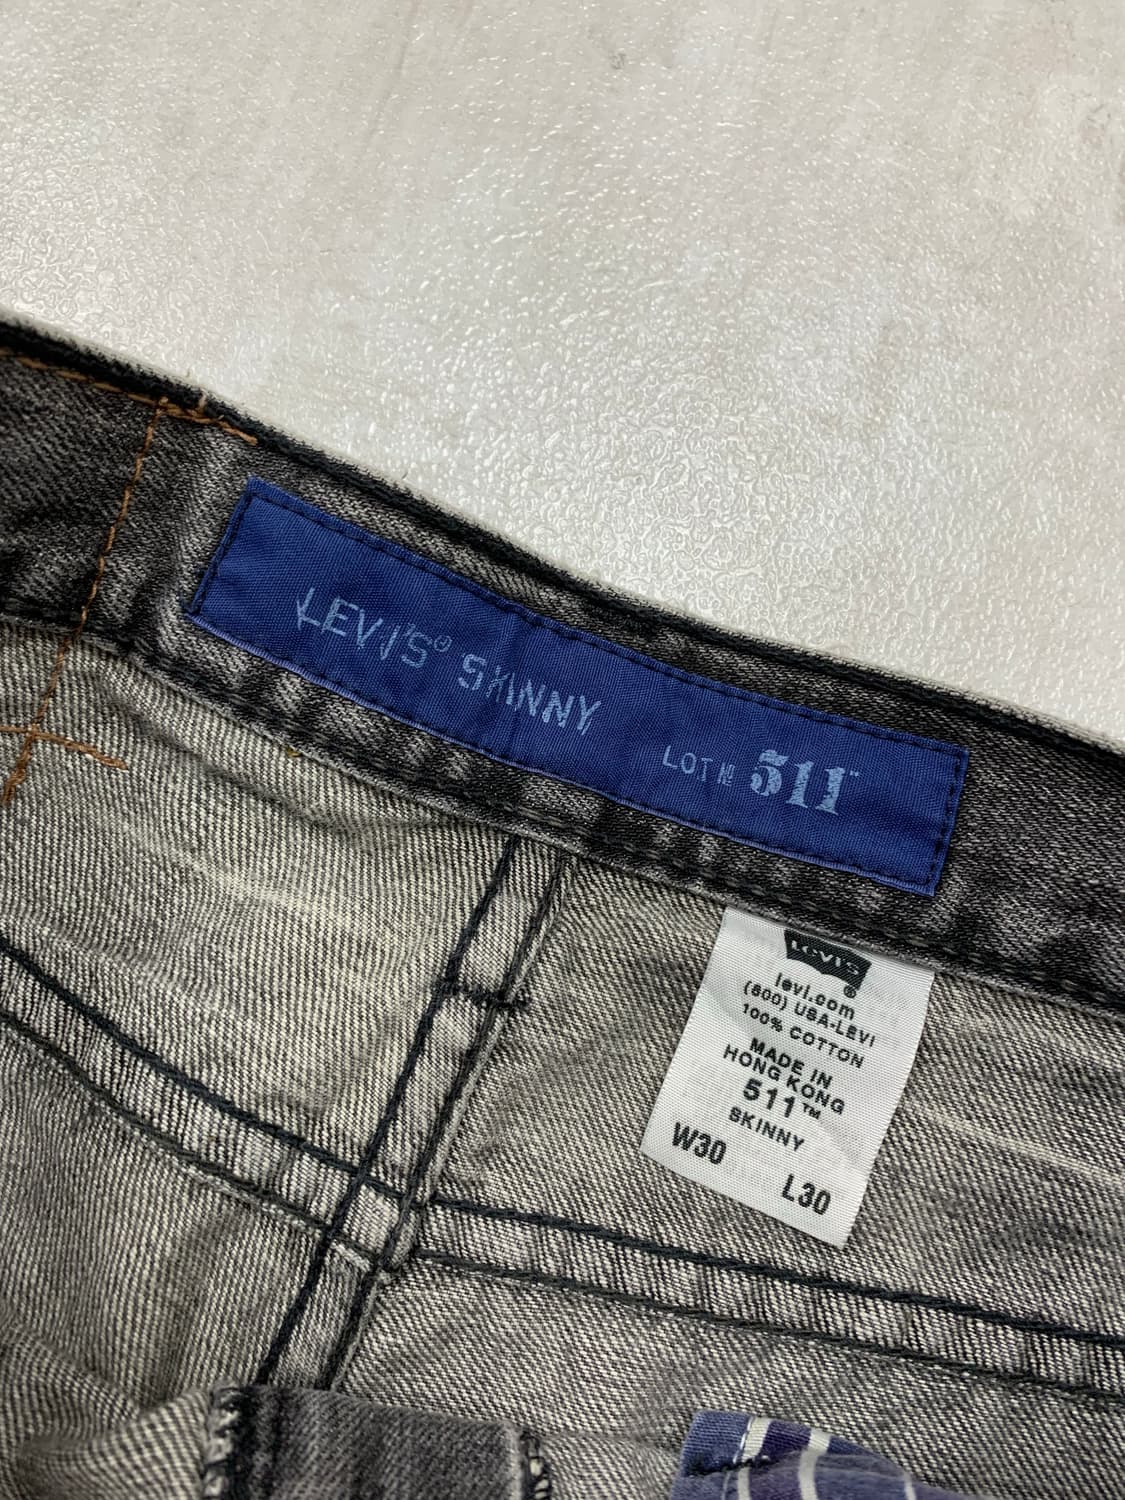 LEVI'S® SKINNY
LOT № 511™
LEVI'S®
levi.com
(800) USA-LEVI
100% COTTON
MADE IN
HONG KONG
511™
SKINNY
W30
L30